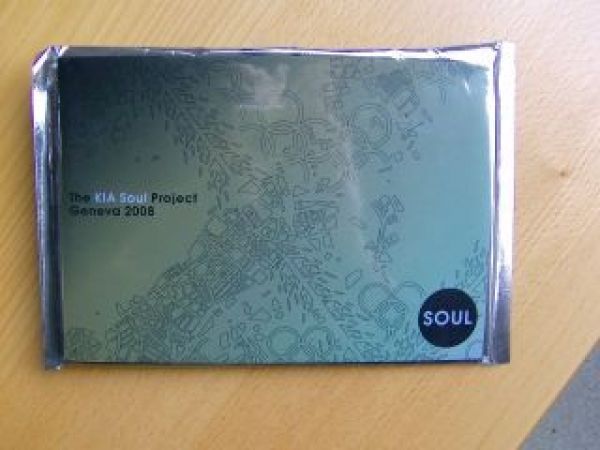 The KIA Soul Project
Geneva 2008
SOUL